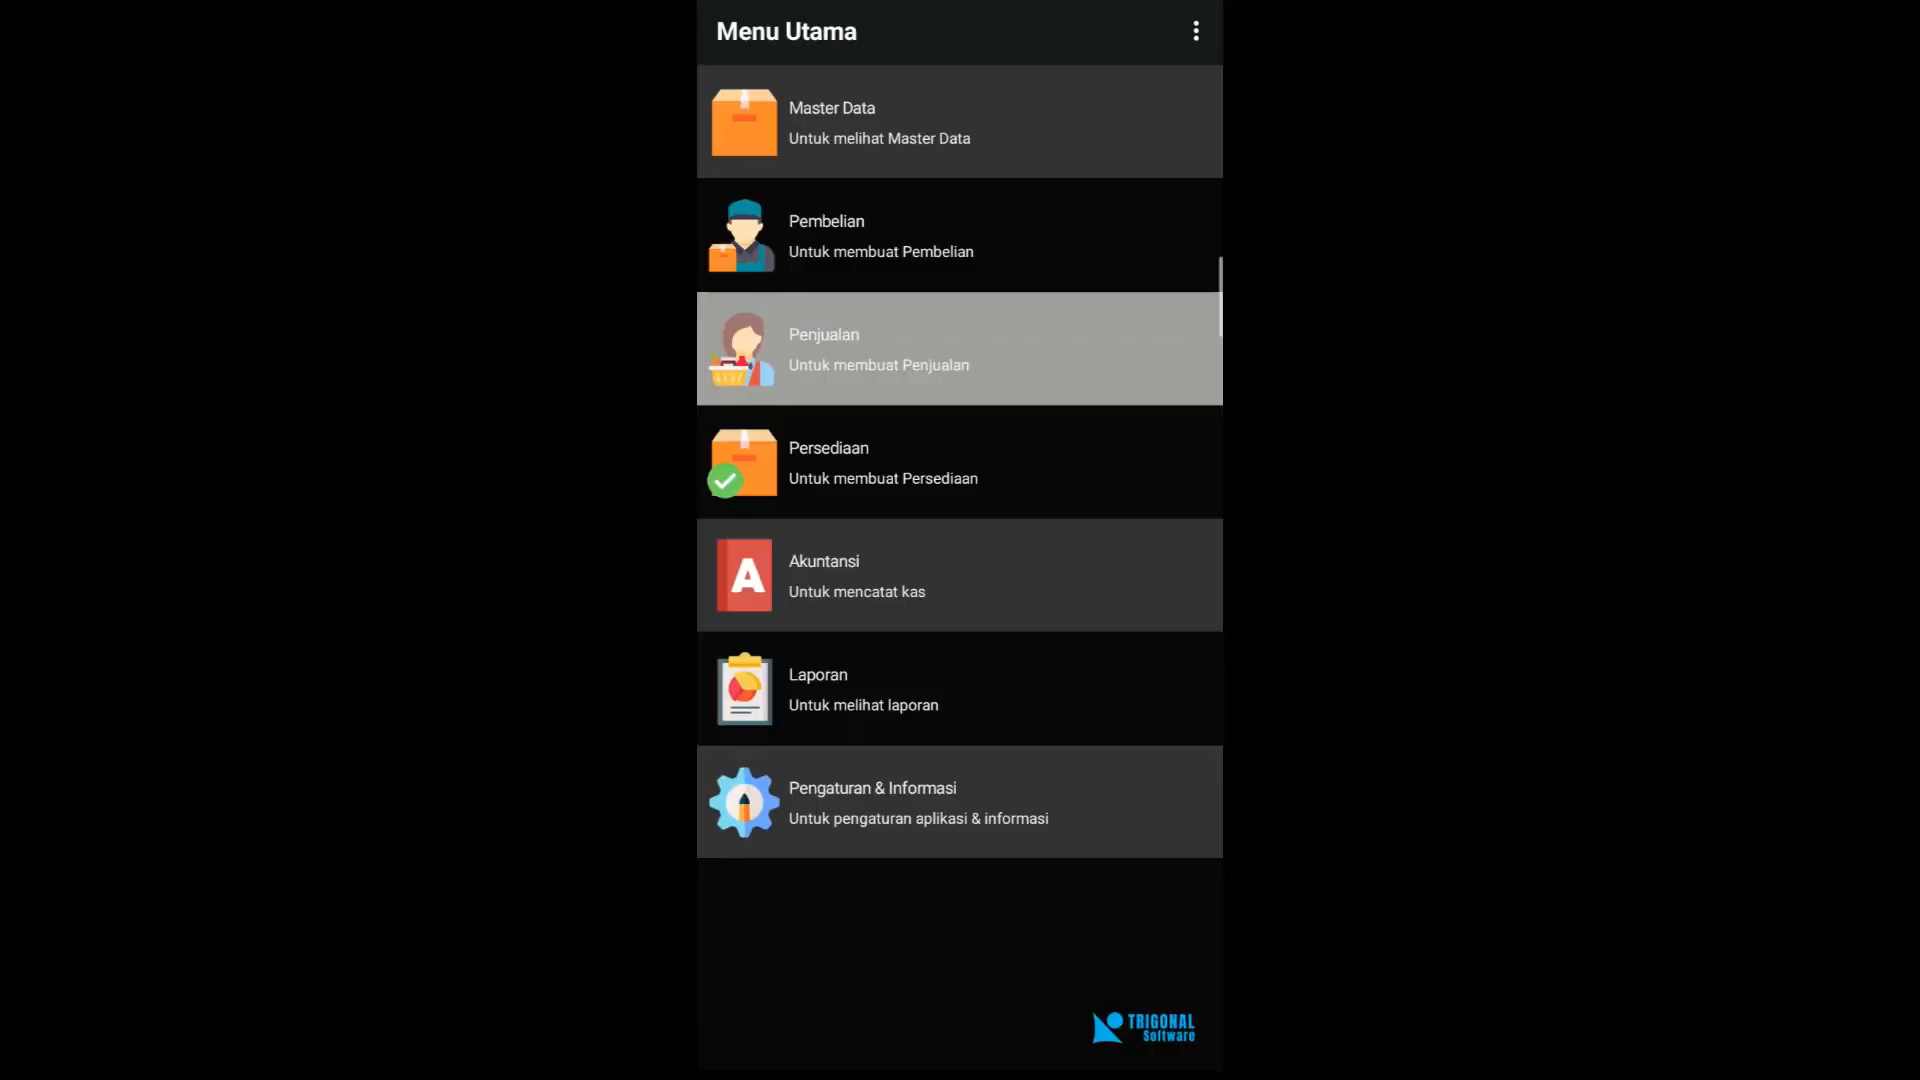 Menu Utama
Master Data
Untuk melihat Master Data
Pembelian
Untuk membuat Pembelian
Penjualan
Untuk membuat Penjualan
Persediaan
Untuk membuat Persediaan
A
Akuntansi
Untuk mencatat kas
Laporan
Untuk melihat laporan
Pengaturan & Informasi
Untuk pengaturan aplikasi & informasi
TRIGONAL
Software